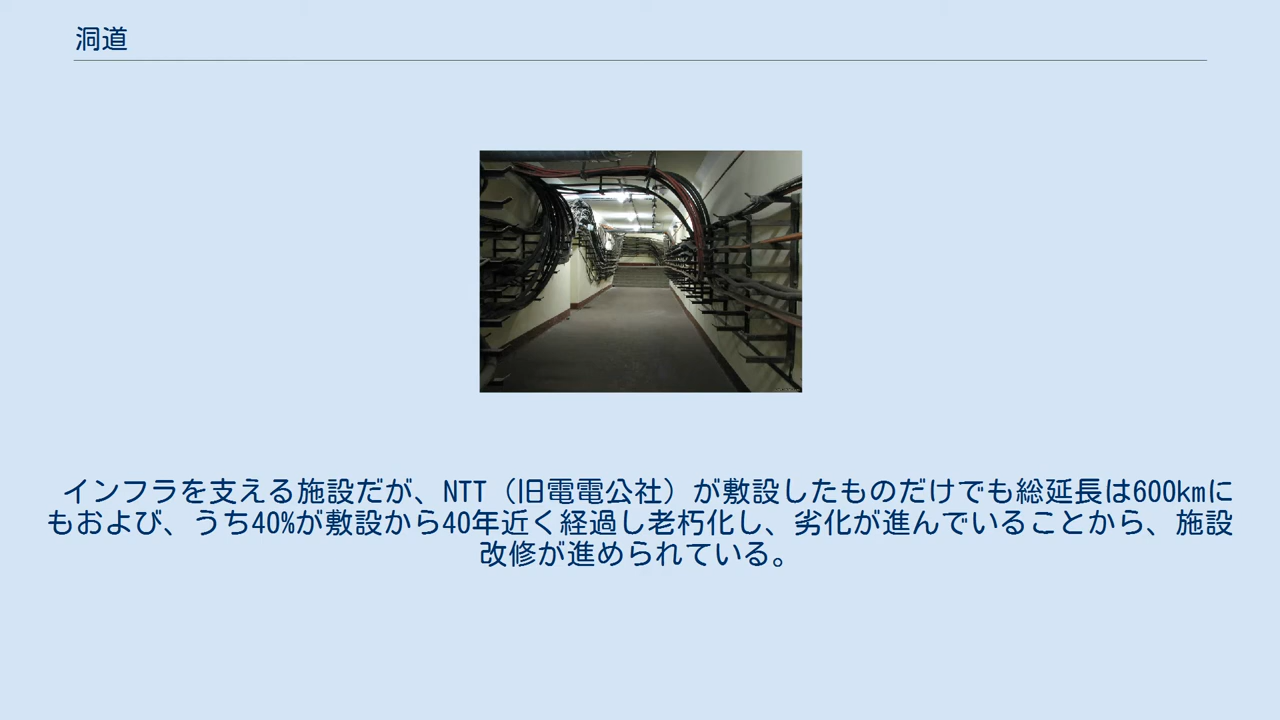 洞道
インフラを支える施設だが、NTT（旧電電公社）が敷設したものだけでも総延長は600kmに
もおよび、うち40%が敷設から40年近く経過し老朽化し、劣化が進んでいることから、施設
改修が進められている。